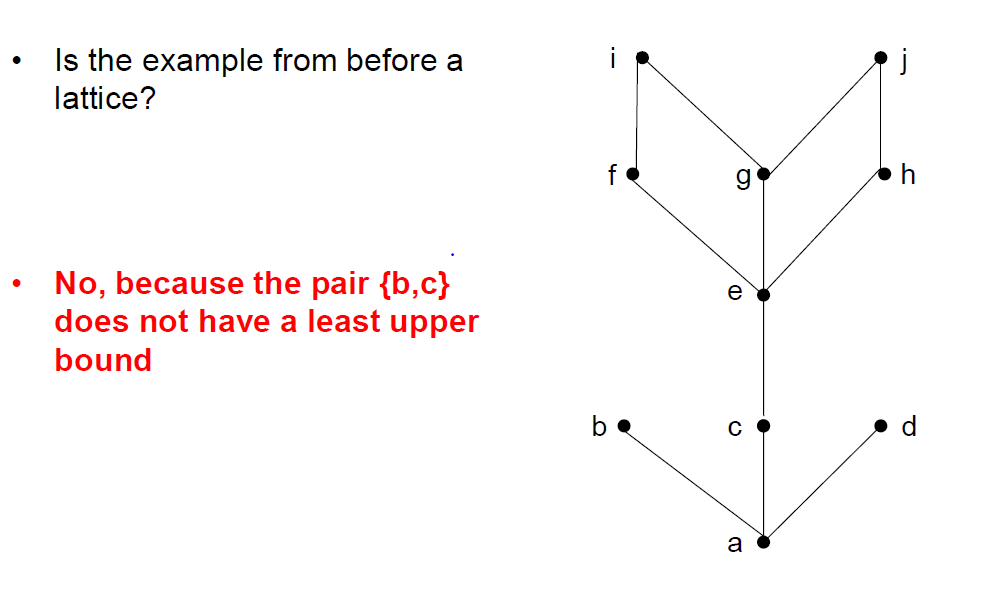 • Is the example from before a
lattice?
• No, because the pair {b,c}
does not have a least upper
bound
i j
f g h
e
b c d
a